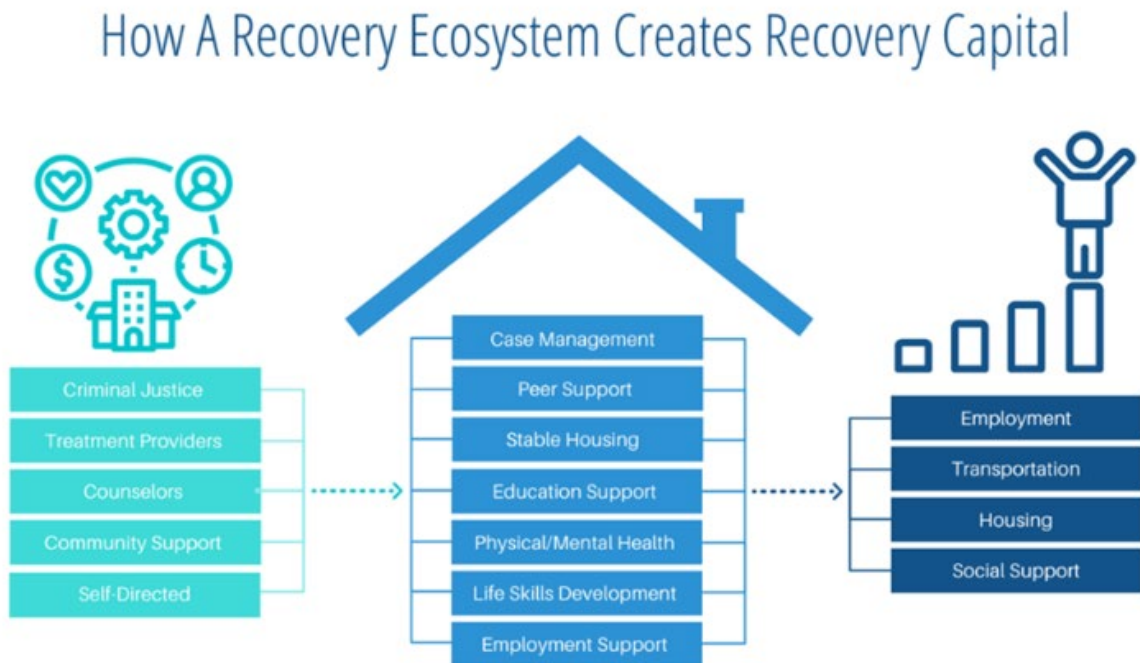 How A Recovery Ecosystem Creates Recovery Capital
$
Criminal Justice
Treatment Providers
Counselors
Community Support
Self-Directed
Case Management
Peer Support
Stable Housing
Education Support
Physical/Mental Health
Life Skills Development
Employment Support
Employment
Transportation
Housing
Social Support